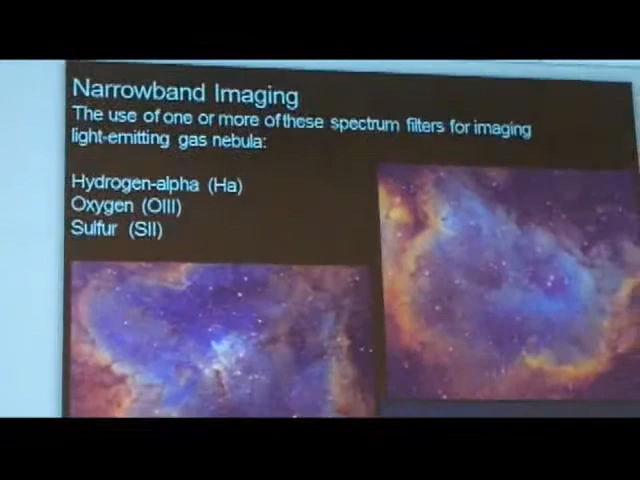 Narrowband Imaging
The use of one or more of these spectrum filters for imaging
light-emitting gas nebula:
Hydrogen-alpha (Ha)
Oxygen (OIII)
Sulfur (SII)